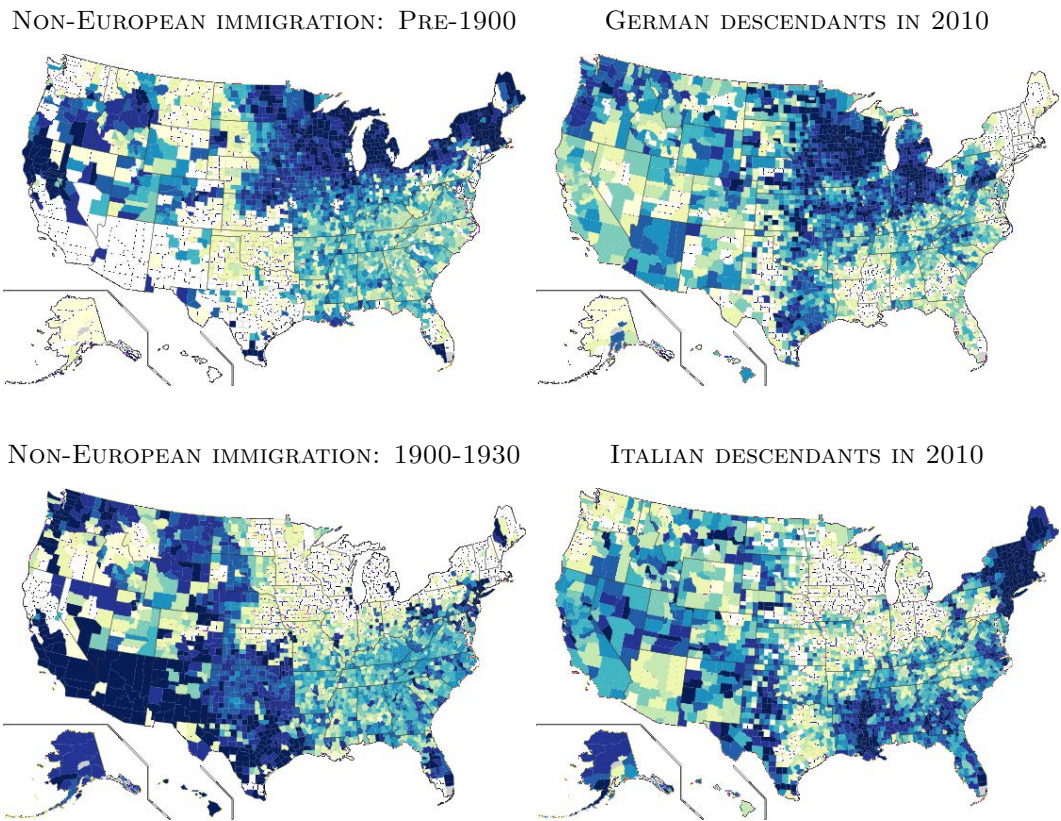 Non-European immigration: Pre-1900
German descendants in 2010
Non-European immigration: 1900-1930
Italian descendants in 2010